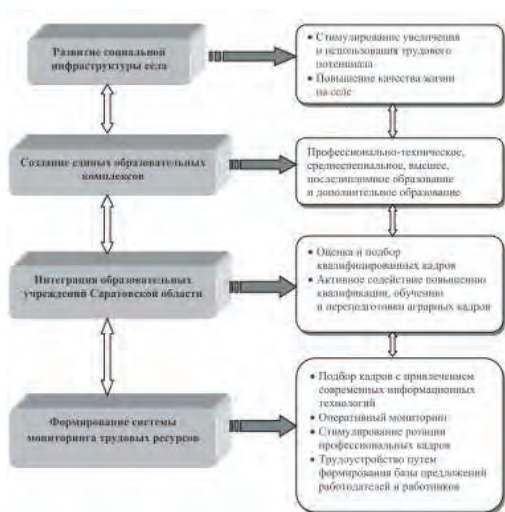 Развитие социальной
инфраструктуры села
• Стимулирование увеличения
и использования трудового
потенциала
• Повышение качества жизни
на селе
Создание единых образовательных
комплексов
Профессионально-техническое,
среднеспециальное, высшее,
последипломное образование
и дополнительное образование
Интеграция образовательных
учреждений Саратовской области
• Оценка и подбор
квалифицированных кадров
• Активное содействие повышению
квалификации, обучению
и переподготовки аграрных кадров
Формирование системы
мониторинга трудовых ресурсов
• Подбор кадров с привлечением
современных информационных
технологий
• Оперативный мониторинг
• Стимулирование ротации
профессиональных кадров
• Трудоустройство путем
формирования базы предложений
работодателей и работников